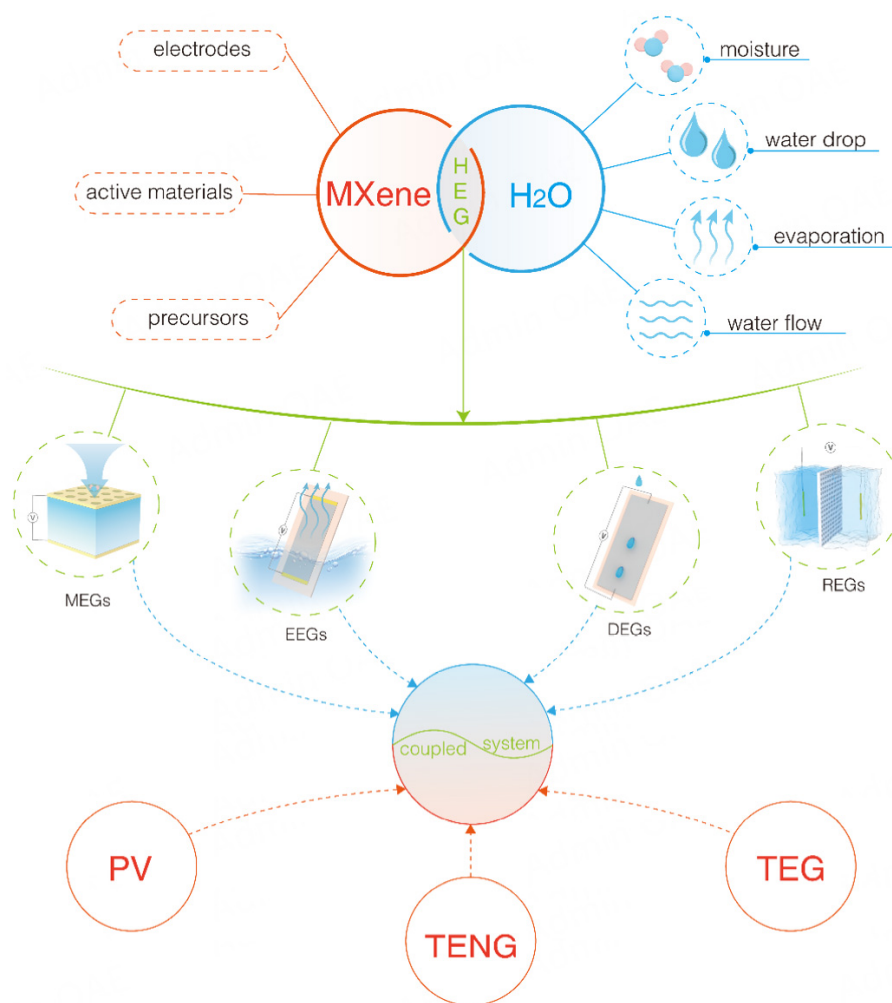 electrodes
moisture
water drop
active materials
MXene
HEG
H2O
evaporation
precursors
water flow
V
V
V
V
MEGs
EEGs
DEGs
REGs
coupled system
PV
TENG
TEG